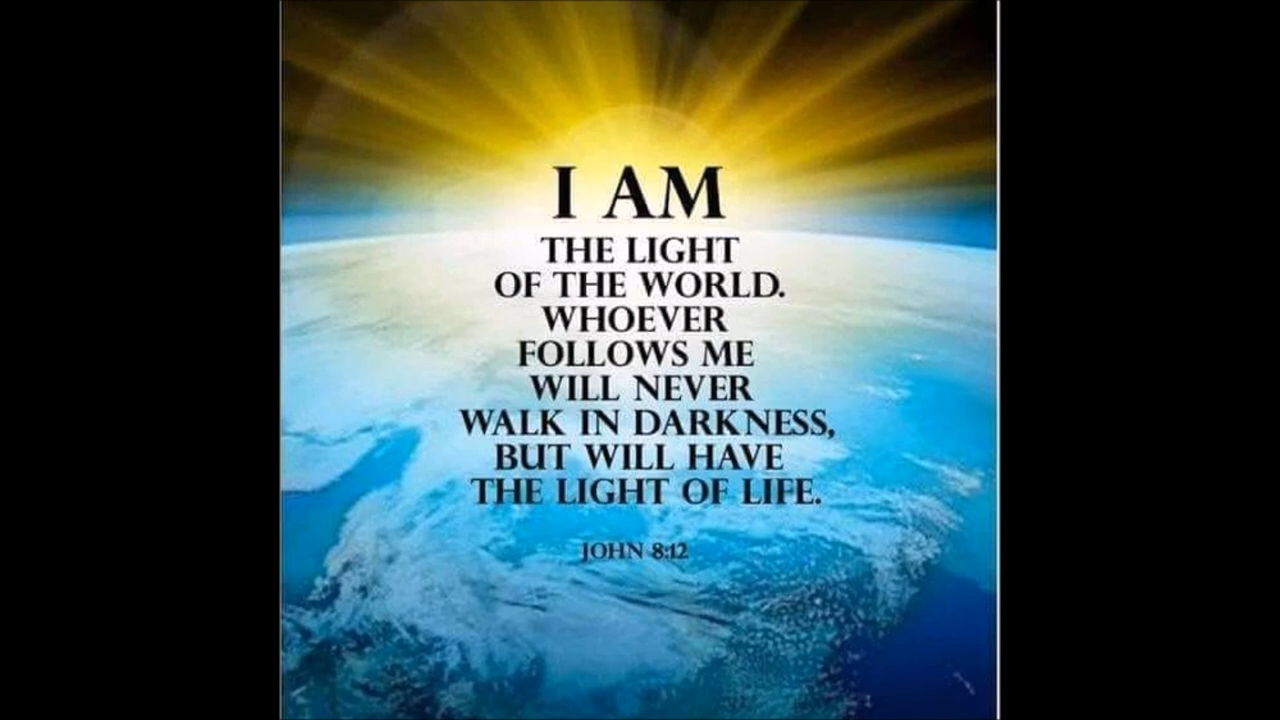 I AM
THE LIGHT
OF THE WORLD.
WHOEVER
FOLLOWS ME
WILL NEVER
WALK IN DARKNESS,
BUT WILL HAVE
THE LIGHT OF LIFE.
JOHN 8:12